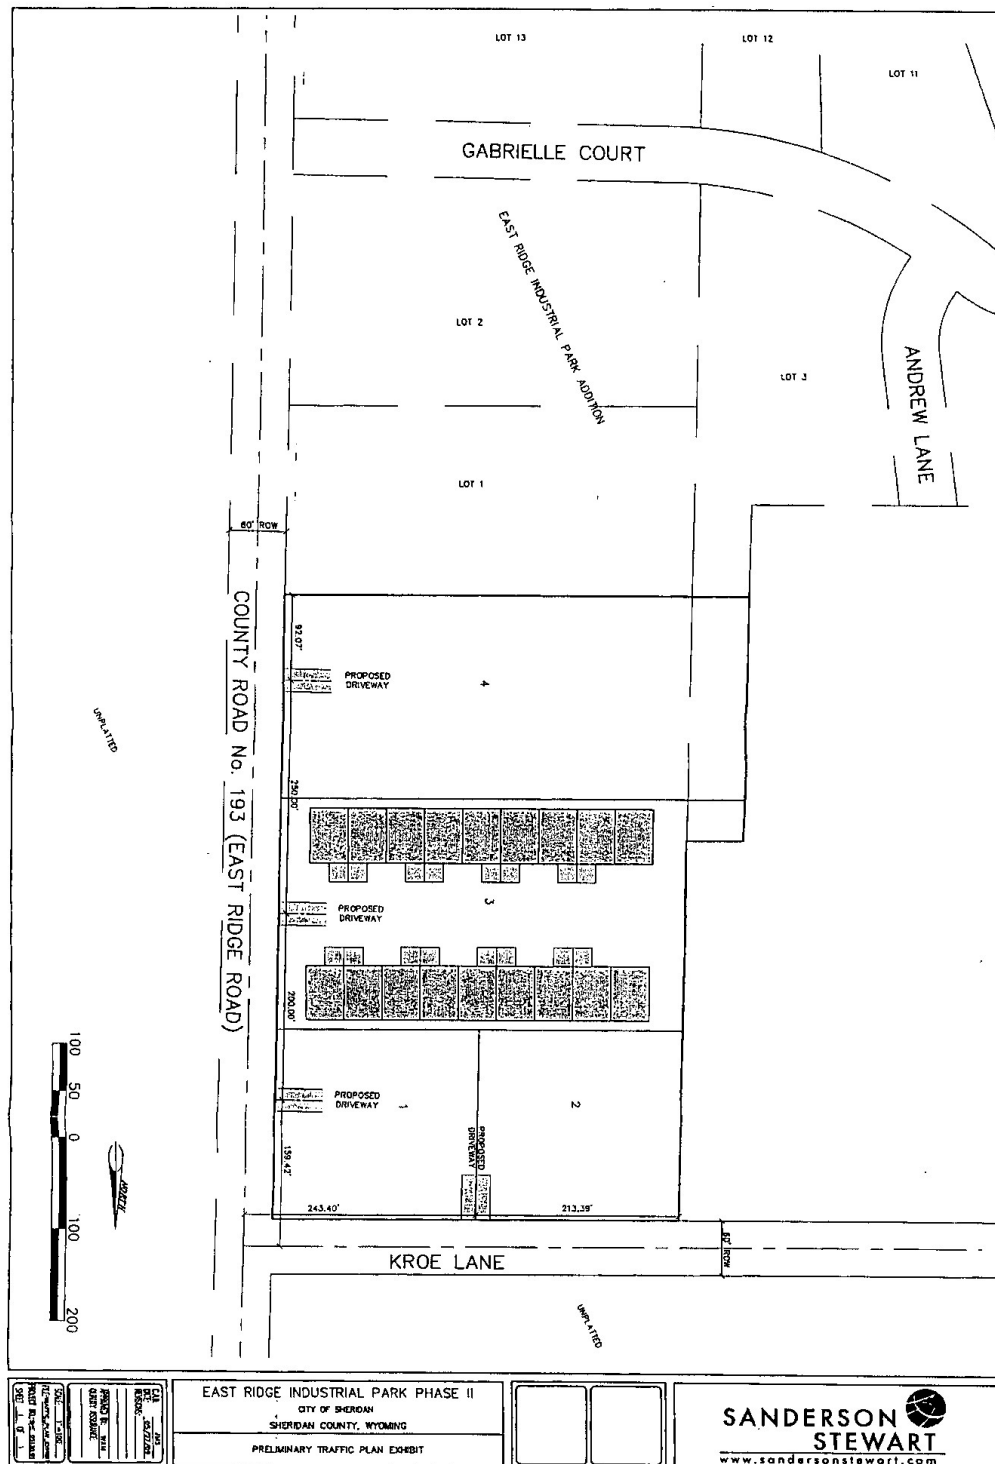 LOT 13
LOT 12
LOT 11
GABRIELLE COURT
EAST RIDGE INDUSTRIAL PARK ADDITION
LOT 2
LOT 3
ANDREW LANE
LOT 1
60' ROW
COUNTY ROAD No. 193 (EAST RIDGE ROAD)
92.07'
PROPOSED
DRIVEWAY
4
UNPLATTED
250.00'
3
PROPOSED
DRIVEWAY
200.00'
PROPOSED
DRIVEWAY
1
2
PROPOSED
DRIVEWAY
159.42'
243.40'
213.39'
100 50 0 100 200
NORTH
KROE LANE
60' ROW
UNPLATTED
EAST RIDGE INDUSTRIAL PARK PHASE II
CITY OF SHERIDAN
SHERIDAN COUNTY, WYOMING
PRELIMINARY TRAFFIC PLAN EXHIBIT
SANDERSON
STEWART
www.sandersonstewart.com